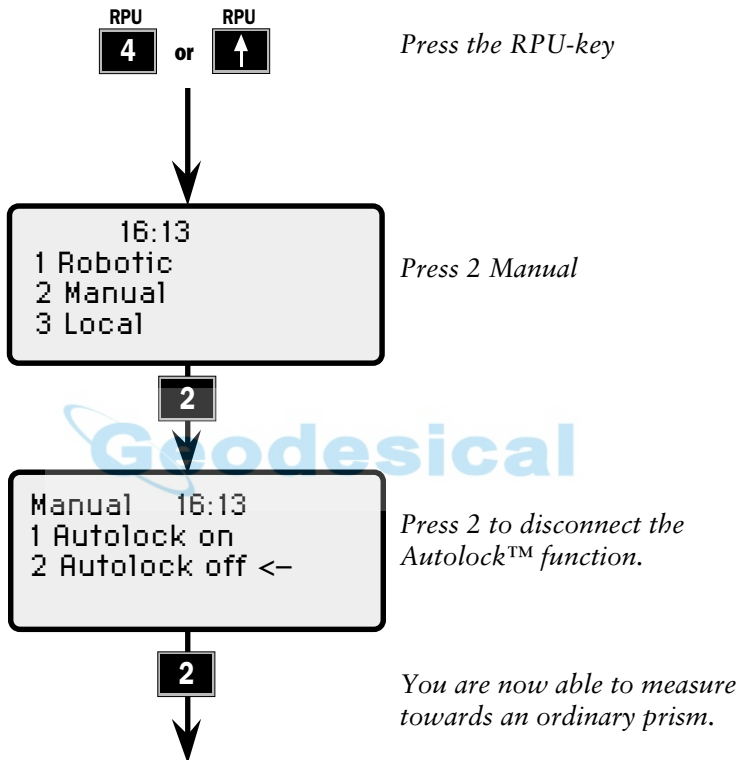 RPU RPU
4 or
Press the RPU-key
16:13
1 Robotic
2 Manual
3 Local
Press 2 Manual
2
Geodesical
Manual 16:13
1 Autolock on
2 Autolock off <–
Press 2 to disconnect the
Autolock™ function.
2
You are now able to measure
towards an ordinary prism.